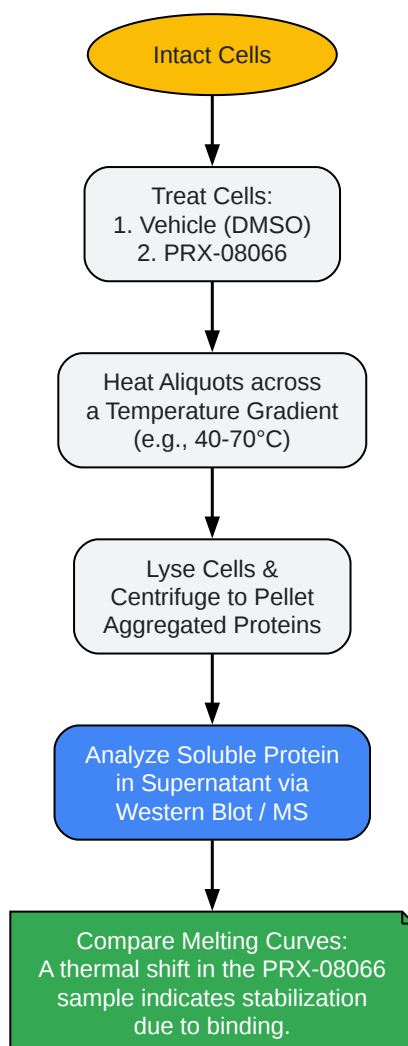 Intact Cells
Treat Cells:
1. Vehicle (DMSO)
2. PRX-08066
Heat Aliquots across
a Temperature Gradient
(e.g., 40-70°C)
Lyse Cells &
Centrifuge to Pellet
Aggregated Proteins
Analyze Soluble Protein
in Supernatant via
Western Blot / MS
Compare Melting Curves:
A thermal shift in the PRX-08066
sample indicates stabilization
due to binding.